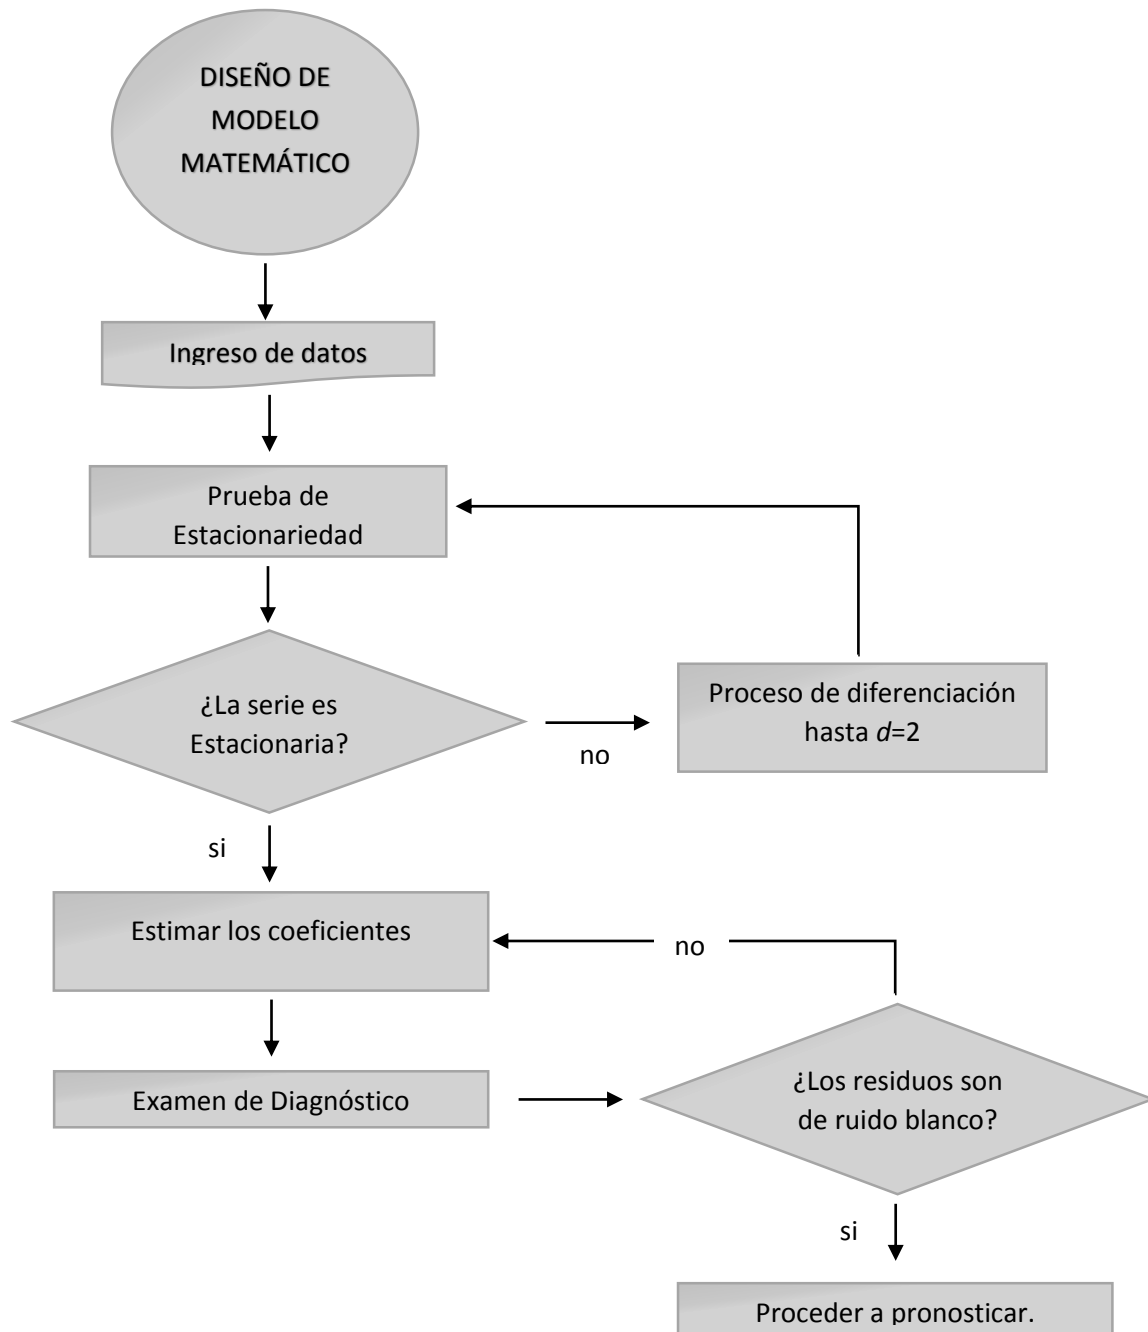 DISEÑO DE
MODELO
MATEMÁTICO
Ingreso de datos
Prueba de
Estacionariedad
¿La serie es
Estacionaria?
no
Proceso de diferenciación
hasta d=2
si
Estimar los coeficientes
no
Examen de Diagnóstico
¿Los residuos son
de ruido blanco?
si
Proceder a pronosticar.